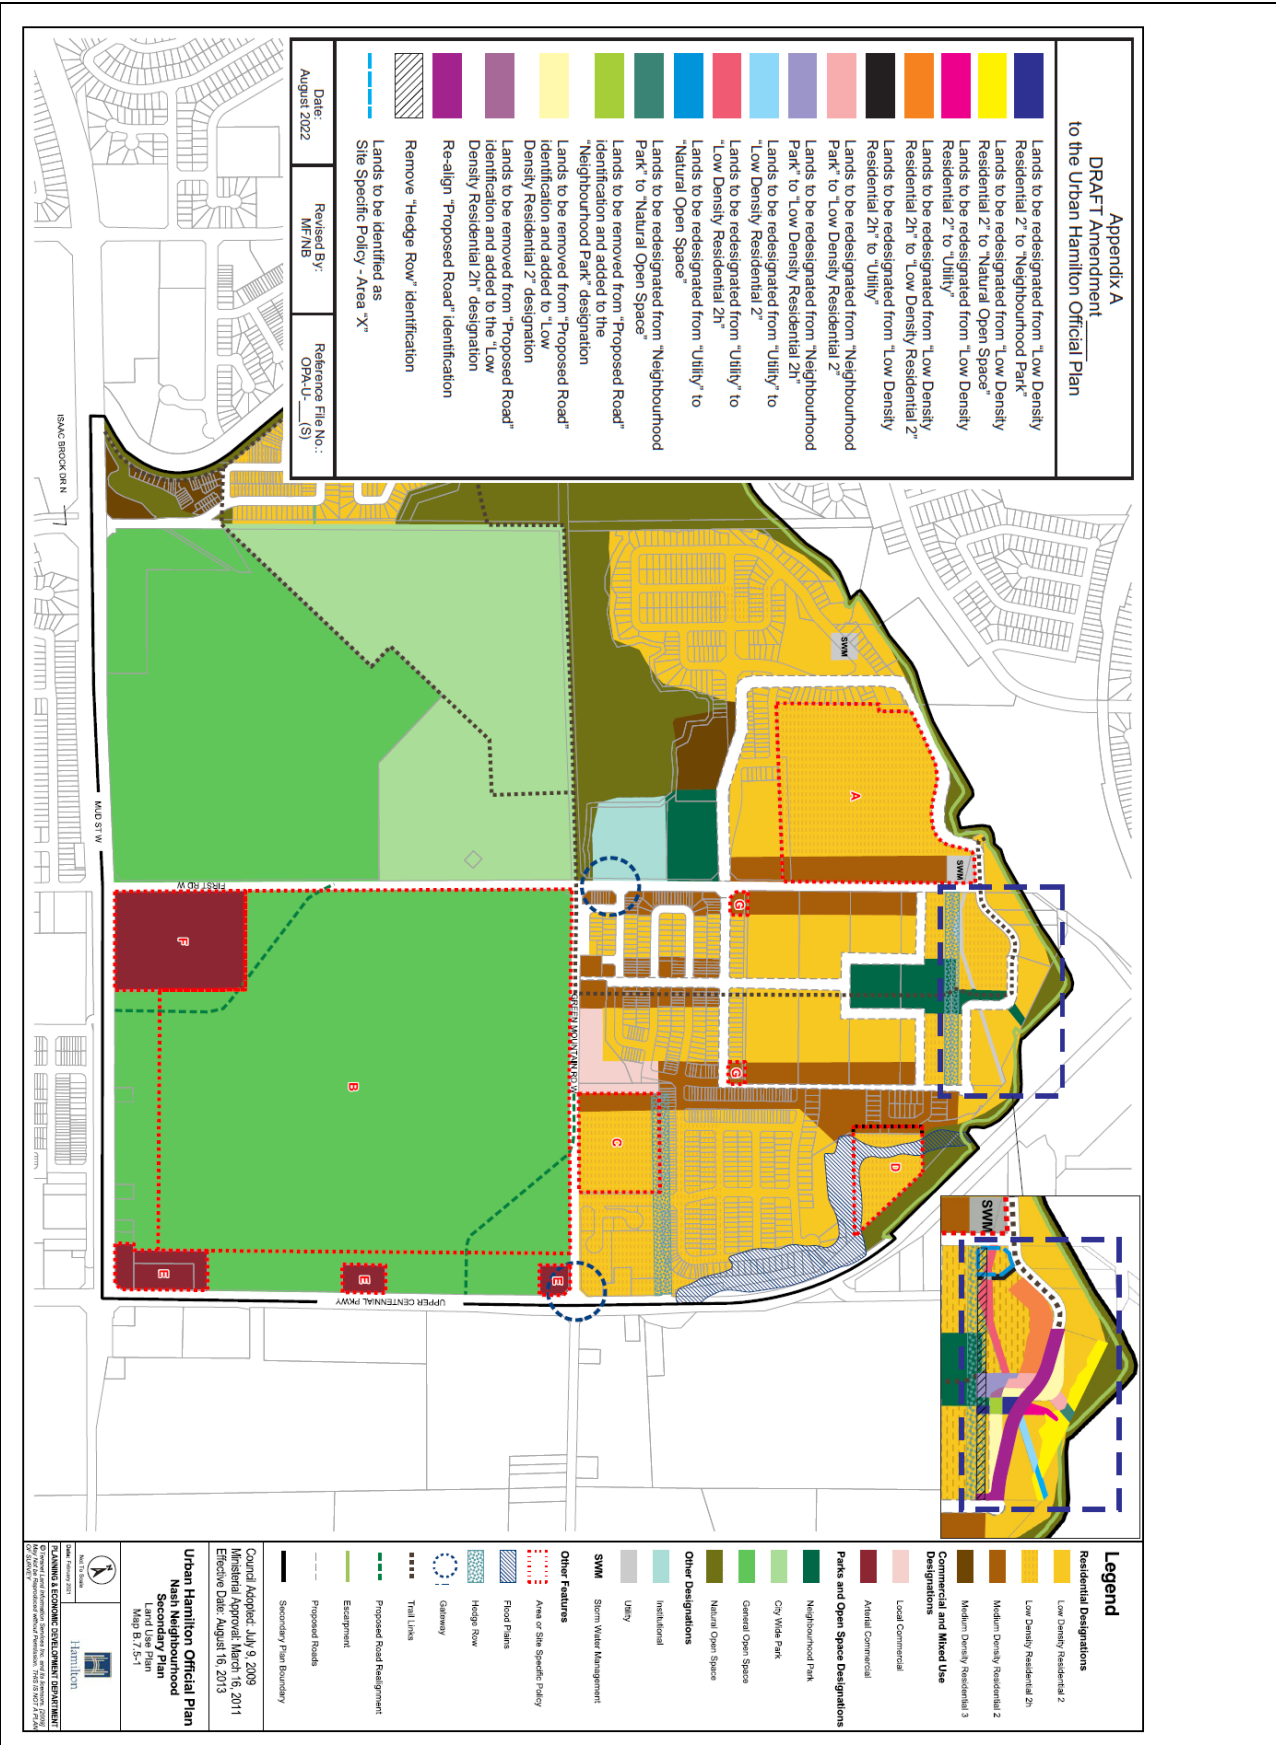 Appendix A
DRAFT Amendment____
to the Urban Hamilton Official Plan
Lands to be redesignated from “Low Density
Residential 2” to “Neighbourhood Park”
Lands to be redesignated from “Low Density
Residential 2” to “Natural Open Space”
Lands to be redesignated from “Low Density
Residential 2” to “Utility”
Lands to be redesignated from “Low Density
Residential 2h” to “Low Density Residential 2”
Lands to be redesignated from “Low Density
Residential 2h” to “Utility”
Lands to be redesignated from “Neighbourhood
Park” to “Low Density Residential 2”
Lands to be redesignated from “Neighbourhood
Park” to “Low Density Residential 2h”
Lands to be redesignated from “Utility” to
“Low Density Residential 2”
Lands to be redesignated from “Utility” to
“Low Density Residential 2h”
Lands to be redesignated from “Utility” to
“Natural Open Space”
Lands to be redesignated from “Neighbourhood
Park” to “Natural Open Space”
Lands to be removed from “Proposed Road”
identification and added to the
“Neighbourhood Park” designation
Lands to be removed from “Proposed Road”
identification and added to “Low
Density Residential 2” designation
Lands to be removed from “Proposed Road”
identification and added to the “Low
Density Residential 2h” designation
Re-align “Proposed Road” identification
Remove “Hedge Row” identification
Lands to be identified as
Site Specific Policy - Area “X”
Date:
August 2022
Revised By:
MF/NB
Reference File No.:
OPA-U-___(S)
ISAAC BROCK DR N
MUD ST W
FIRST RD W
GREEN MOUNTAIN RD W
UPPER CENTENNIAL PKWY
SWM
SWM
SWM
A
B
C
D
E
E
E
F
G
G
Legend
Residential Designations
Low Density Residential 2
Low Density Residential 2h
Medium Density Residential 2
Medium Density Residential 3
Commercial and Mixed Use
Designations
Local Commercial
Arterial Commercial
Parks and Open Space Designations
Neighbourhood Park
City Wide Park
General Open Space
Natural Open Space
Other Designations
Institutional
Utility
SWM Storm Water Management
Other Features
Area or Site Specific Policy
Flood Plains
Hedge Row
Gateway
Trail Links
Proposed Road Realignment
Escarpment
Proposed Roads
Secondary Plan Boundary
Council Adopted: July 9, 2009
Ministerial Approval: March 16, 2011
Effective Date: August 16, 2013
Urban Hamilton Official Plan
Nash Neighbourhood
Secondary Plan
Land Use Plan
Map B.7.5-1
Not To Scale
Date: February 2021
Hamilton
PLANNING & ECONOMIC DEVELOPMENT DEPARTMENT